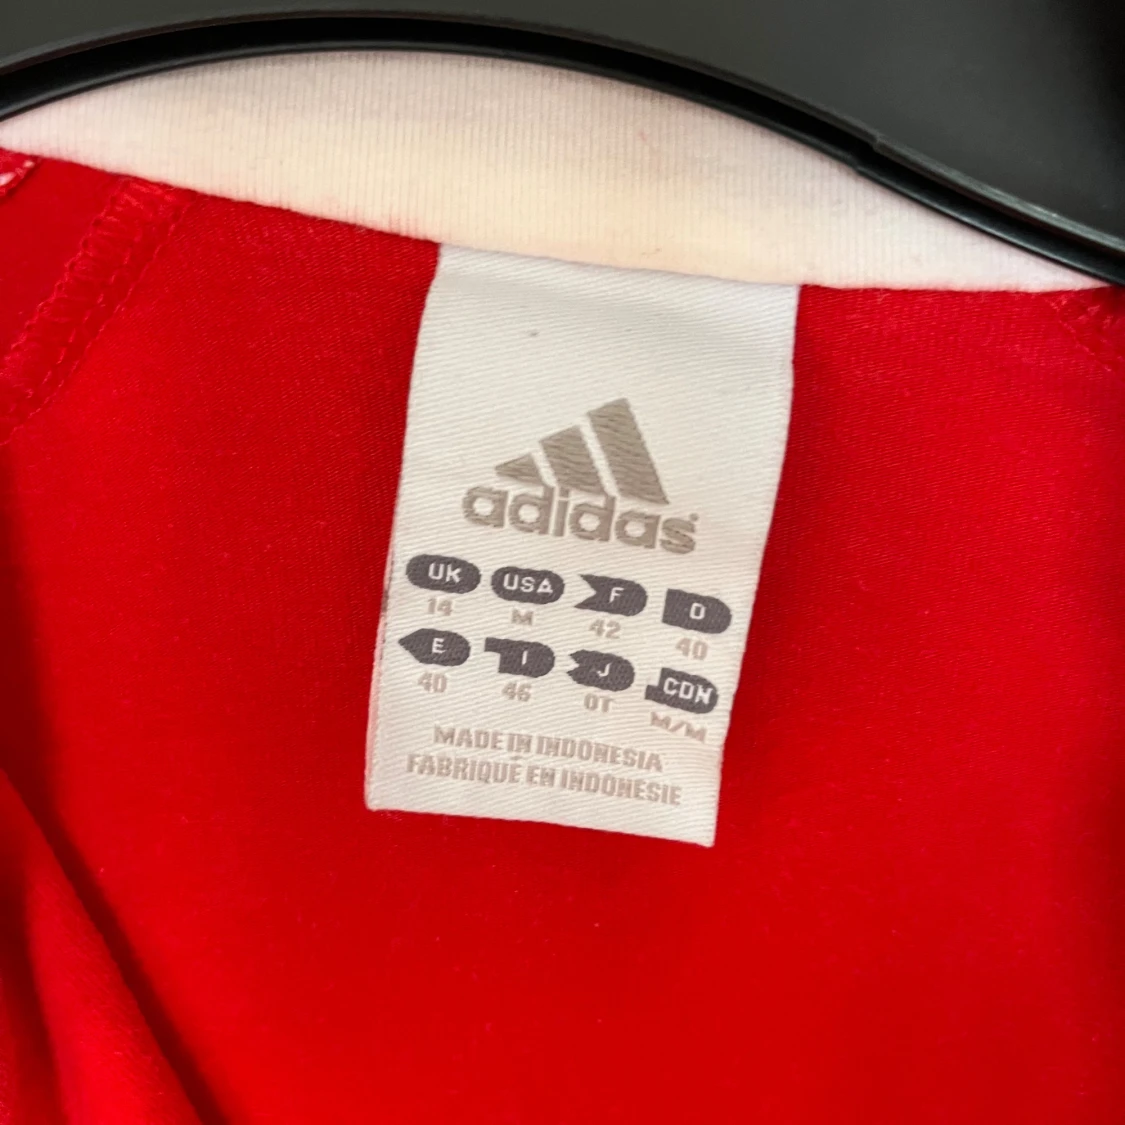 adidas
UK USA F D
14 M 42 40
E I J CDN
40 46 OT M/M
MADE IN INDONESIA
FABRIQUÉ EN INDONESIE